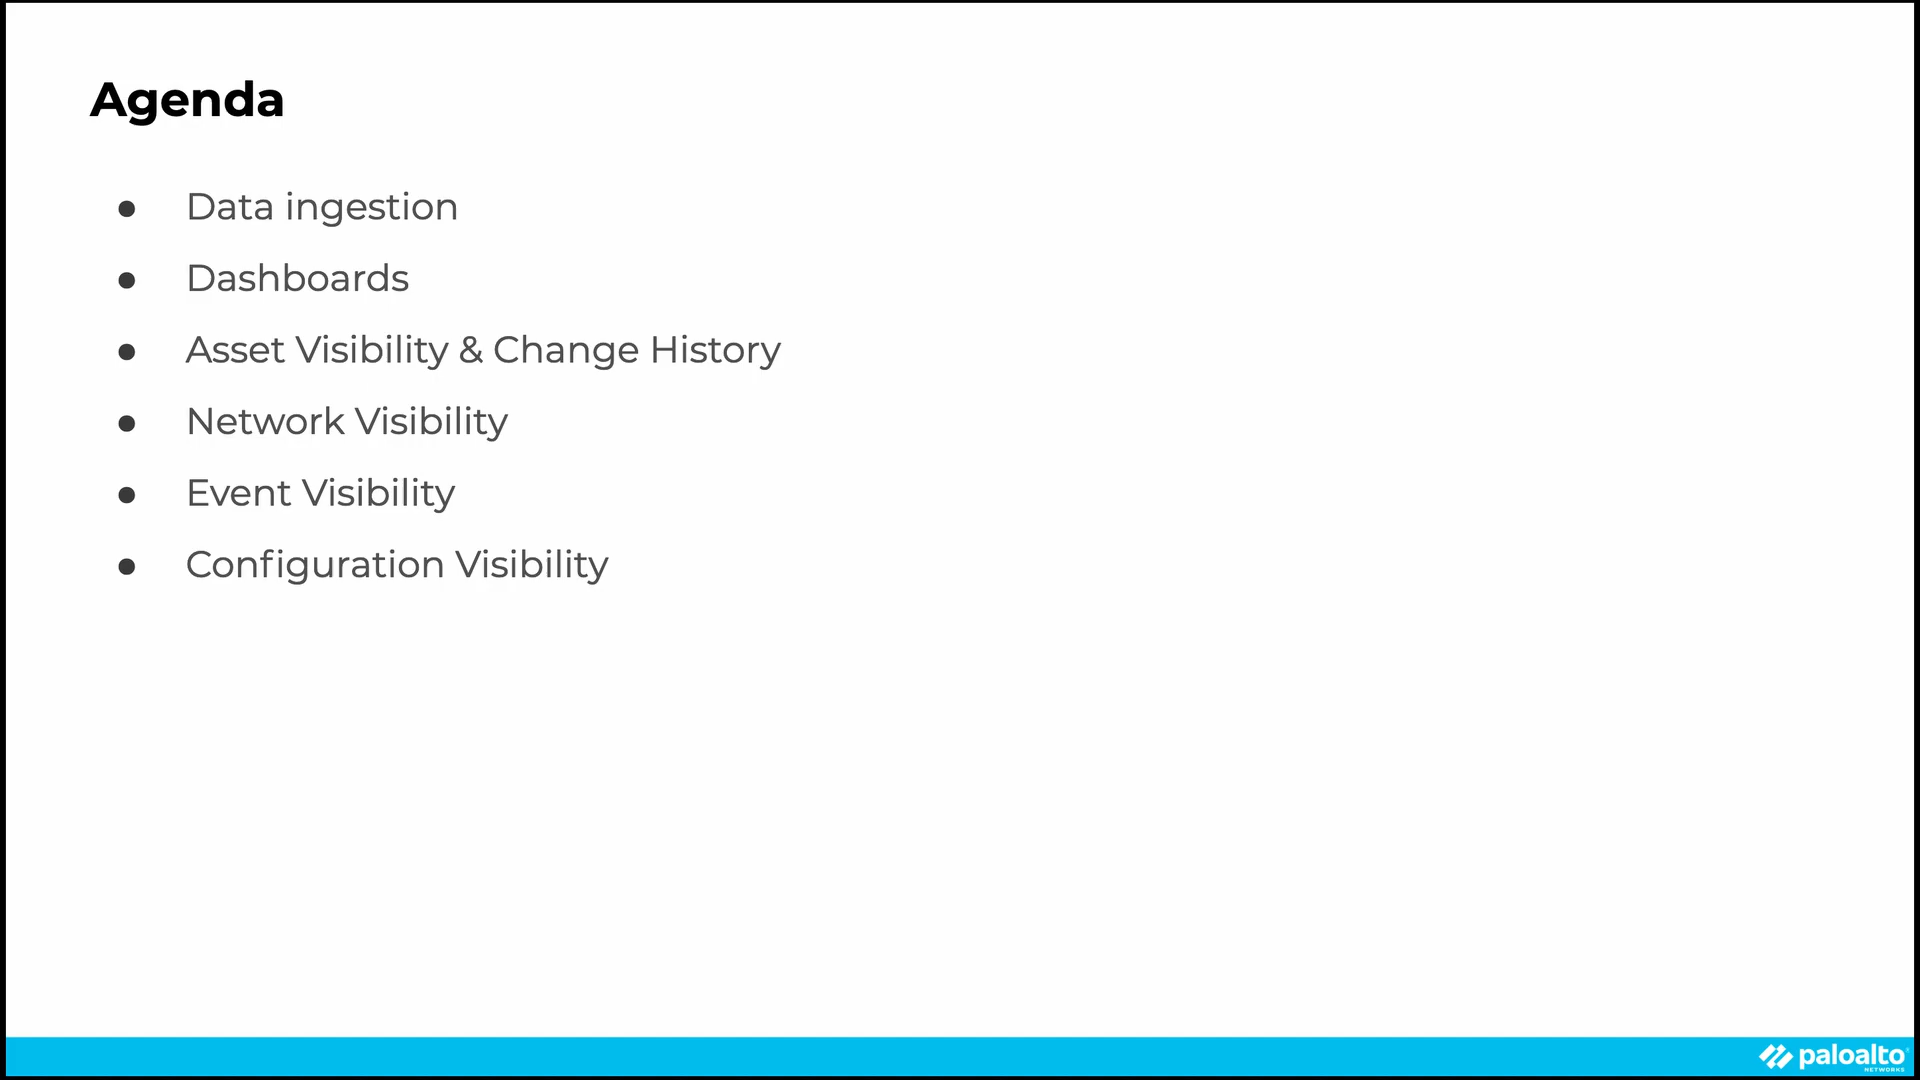 Agenda
● Data ingestion
● Dashboards
● Asset Visibility & Change History
● Network Visibility
● Event Visibility
● Configuration Visibility
paloalto
NETWORKS